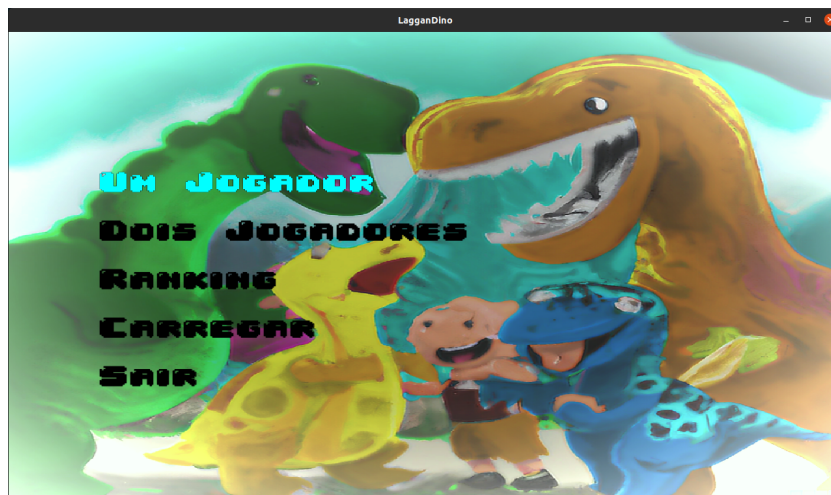 LagganDino
Um Jogador
Dois Jogadores
Ranking
Carregar
Sair